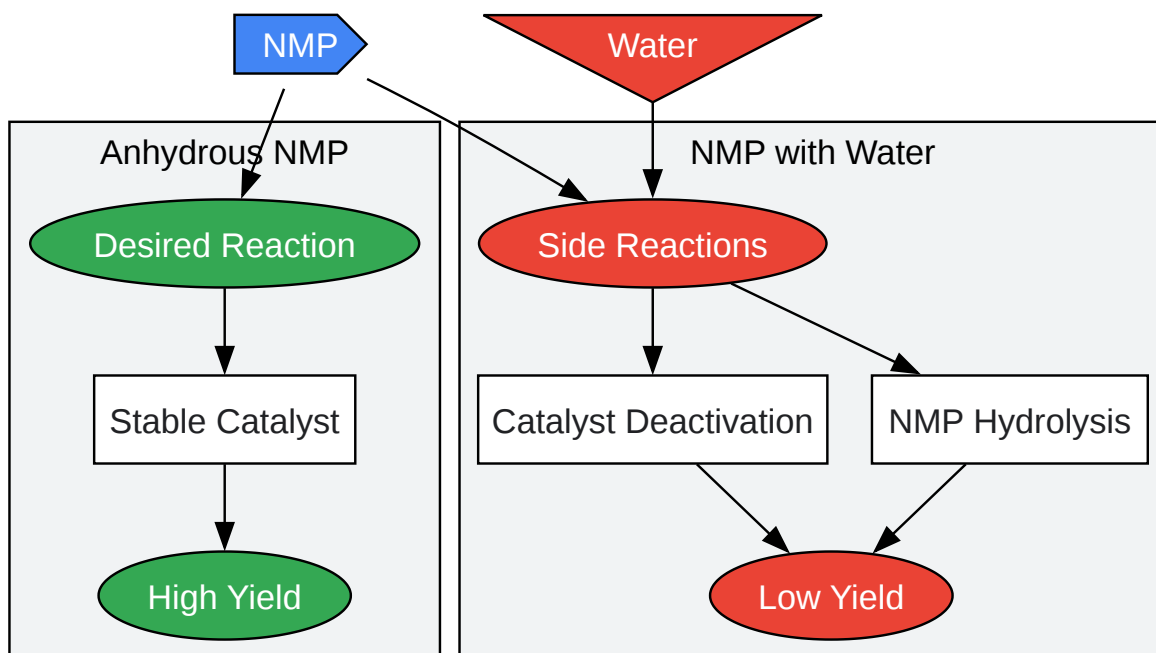 NMP
Water
Anhydrous NMP
NMP with Water
Desired Reaction
Side Reactions
Stable Catalyst
Catalyst Deactivation
NMP Hydrolysis
High Yield
Low Yield